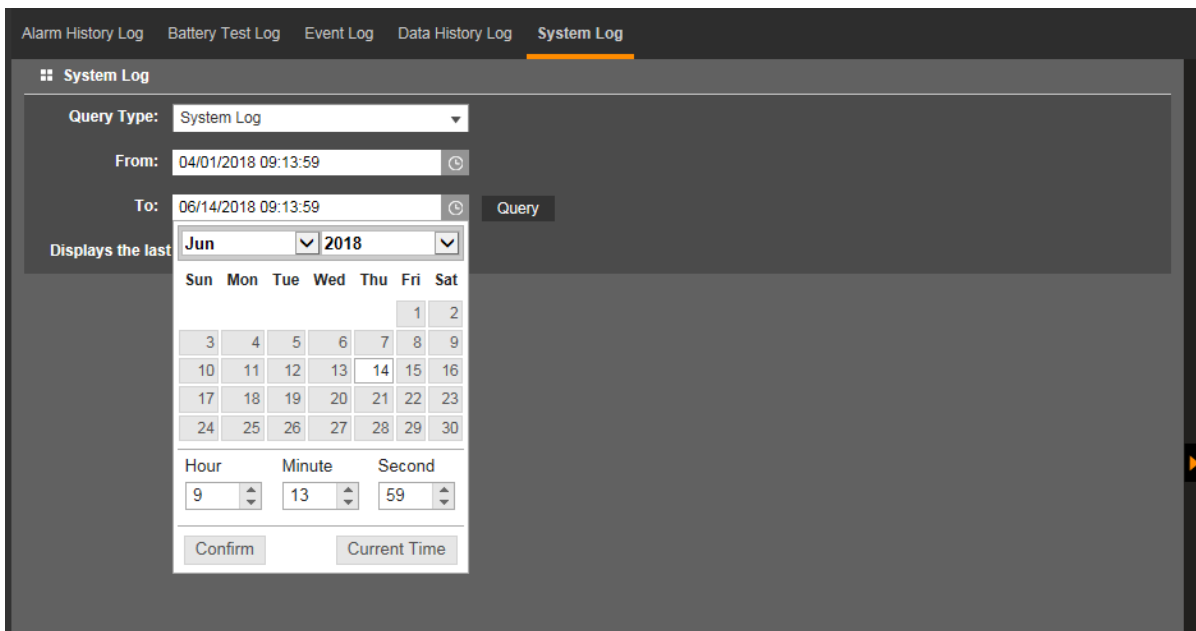 Alarm History Log Battery Test Log Event Log Data History Log System Log
System Log
Query Type: System Log
From: 04/01/2018 09:13:59
To: 06/14/2018 09:13:59 Query
Displays the last
Jun 2018
Sun Mon Tue Wed Thu Fri Sat
1 2
3 4 5 6 7 8 9
10 11 12 13 14 15 16
17 18 19 20 21 22 23
24 25 26 27 28 29 30
Hour Minute Second
9 13 59
Confirm Current Time